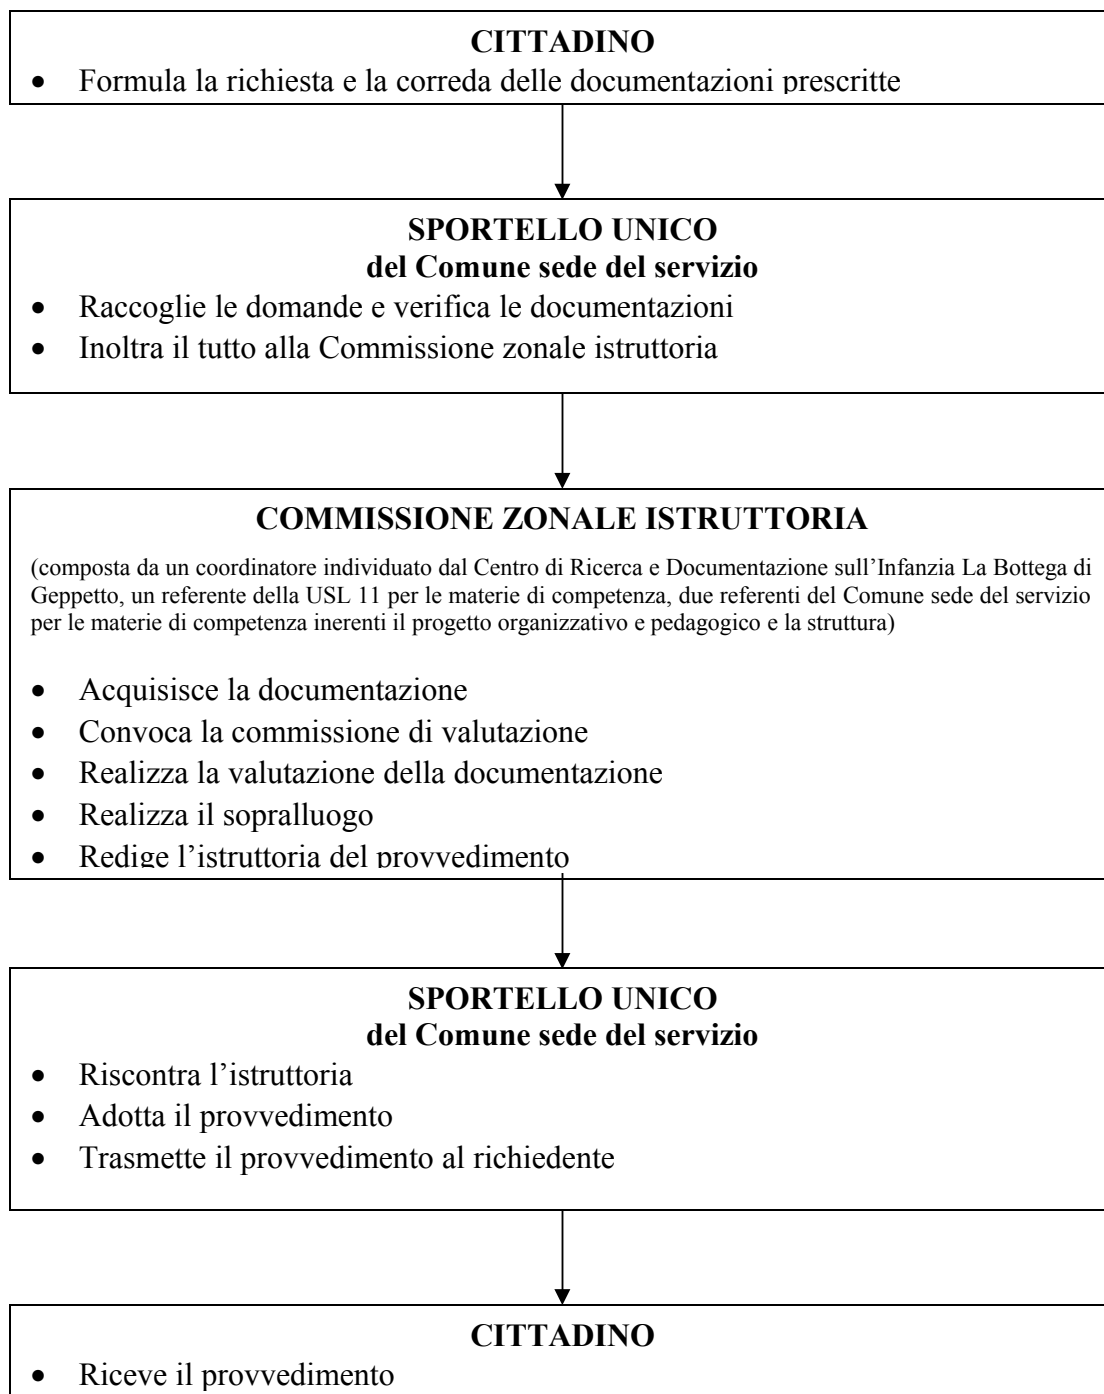 CITTADINO
• Formula la richiesta e la correda delle documentazioni prescritte
SPORTELLO UNICO
del Comune sede del servizio
• Raccoglie le domande e verifica le documentazioni
• Inoltra il tutto alla Commissione zonale istruttoria
COMMISSIONE ZONALE ISTRUTTORIA
(composta da un coordinatore individuato dal Centro di Ricerca e Documentazione sull’Infanzia La Bottega di
Geppetto, un referente della USL 11 per le materie di competenza, due referenti del Comune sede del servizio
per le materie di competenza inerenti il progetto organizzativo e pedagogico e la struttura)
• Acquisisce la documentazione
• Convoca la commissione di valutazione
• Realizza la valutazione della documentazione
• Realizza il sopralluogo
• Redige l’istruttoria del provvedimento
SPORTELLO UNICO
del Comune sede del servizio
• Riscontra l’istruttoria
• Adotta il provvedimento
• Trasmette il provvedimento al richiedente
CITTADINO
• Riceve il provvedimento